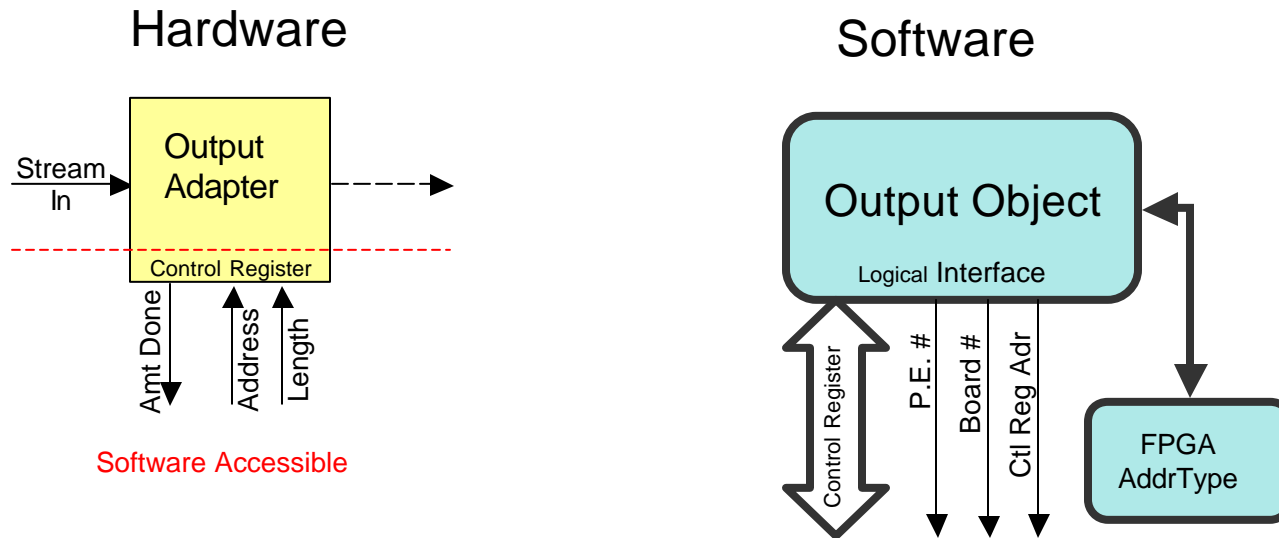 Hardware
Software
Output
Adapter
Stream
In
Control Register
Amt Done
Address
Length
Software Accessible
Output Object
Logical Interface
Control Register
P.E. #
Board #
Ctl Reg Adr
FPGA
AddrType